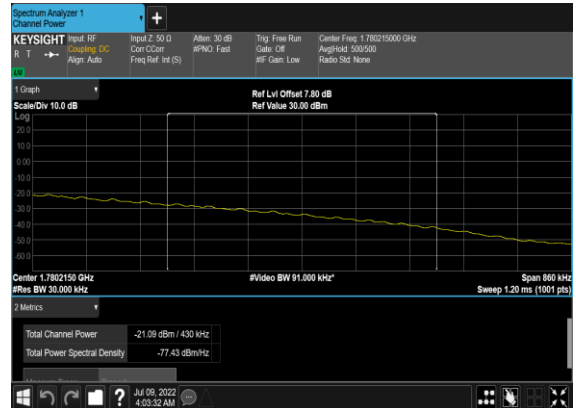 Spectrum Analyzer 1
Channel Power
KEYSIGHT Input: RF Input Z: 50 Ω Atten: 30 dB Trig: Free Run Center Freq: 1.780215000 GHz
R T Coupling: DC Corr CCorr #PNO: Fast Gate: Off Avg|Hold: 500/500
Align: Auto Freq Ref: Int (S) #IF Gain: Low Radio Std: None
1 Graph
Ref Lvl Offset 7.80 dB
Scale/Div 10.0 dB Ref Value 30.00 dBm
Log
20.0
10.0
0.00
-10.0
-20.0
-30.0
-40.0
-50.0
-60.0
Center 1.7802150 GHz #Video BW 91.000 kHz* Span 860 kHz
#Res BW 30.000 kHz Sweep 1.20 ms (1001 pts)
2 Metrics
Total Channel Power -21.09 dBm / 430 kHz
Total Power Spectral Density -77.43 dBm/Hz
? Jul 09, 2022
4:03:32 AM